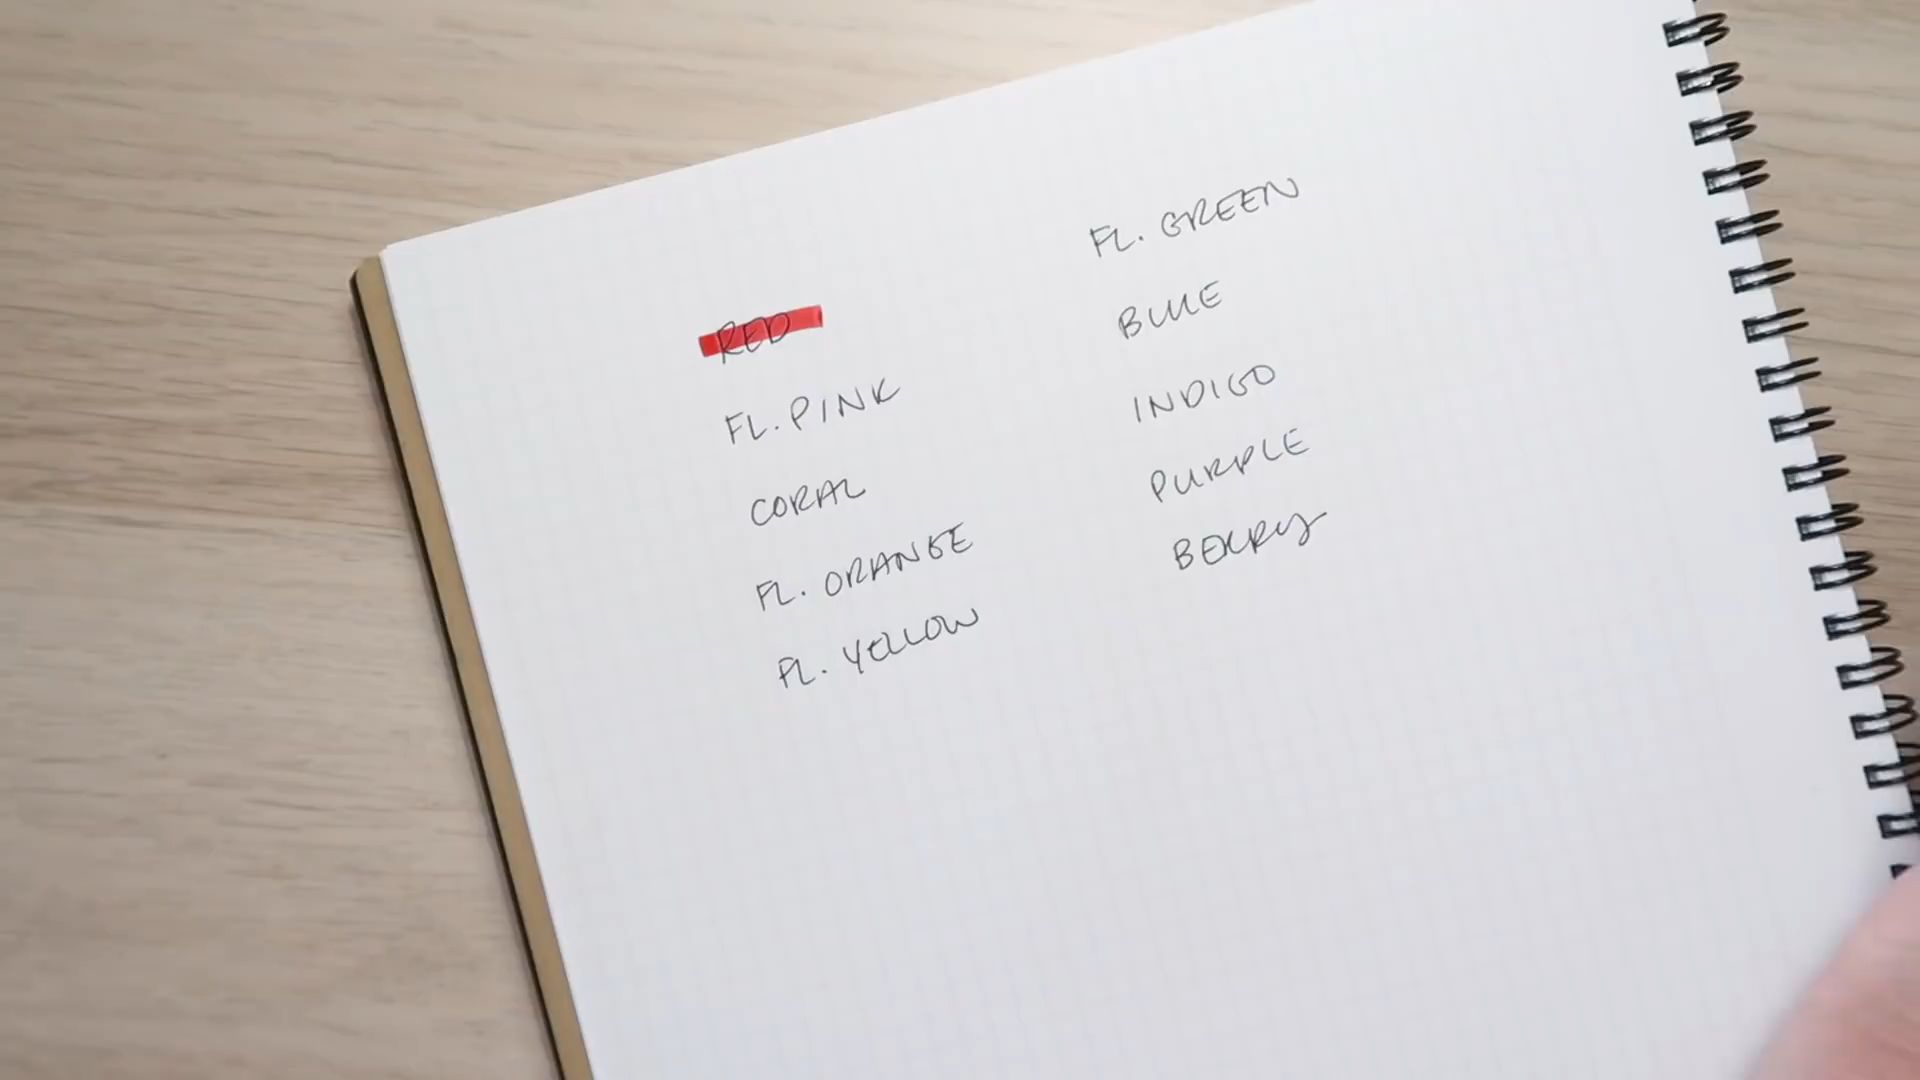 RED
FL. PINK
CORAL
FL. ORANGE
FL. YELLOW
FL. GREEN
BLUE
INDIGO
PURPLE
BERRY